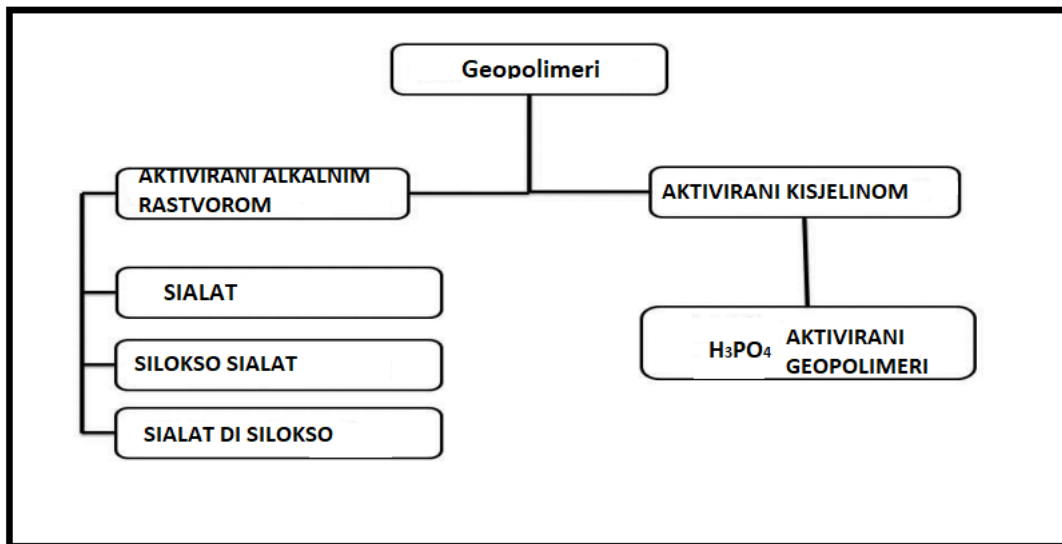 Geopolimeri
AKTIVIRANI ALKALNIM
RASTVOROM
AKTIVIRANI KISJELINOM
SIALAT
SILOKSO SIALAT
SIALAT DI SILOKSO
H₃PO₄ AKTIVIRANI
GEOPOLIMERI